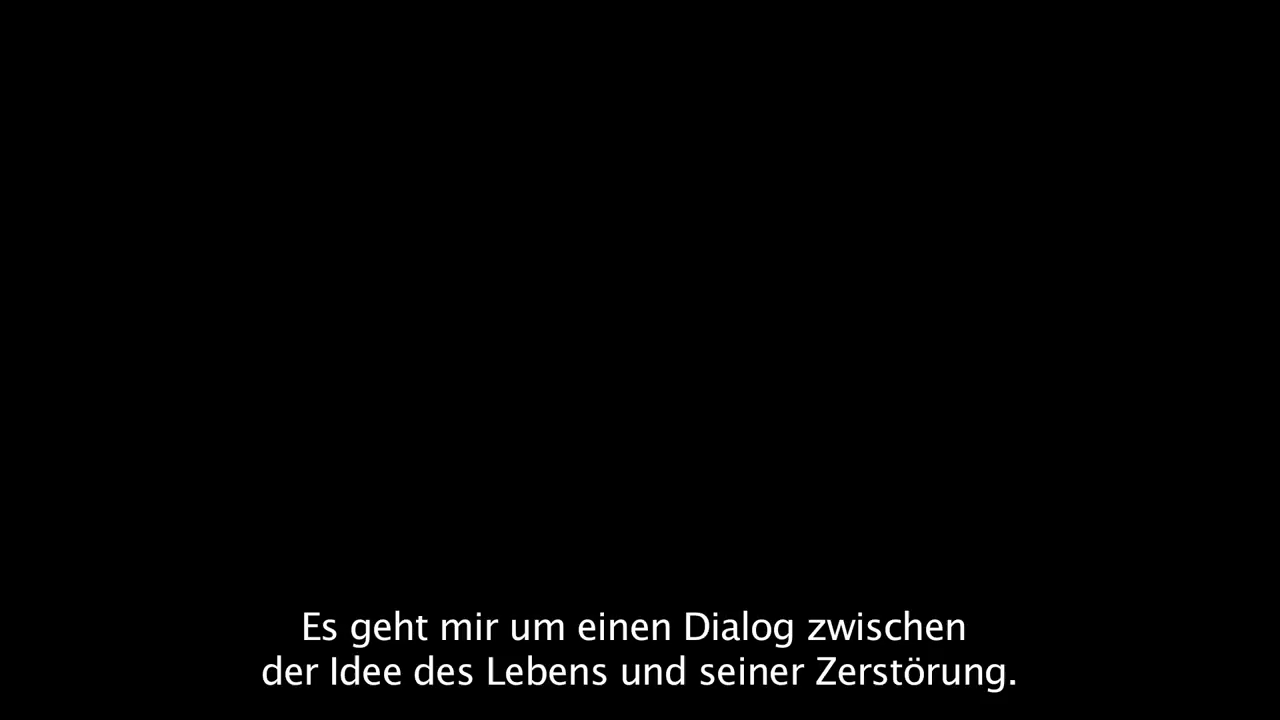 Es geht mir um einen Dialog zwischen
der Idee des Lebens und seiner Zerstörung.